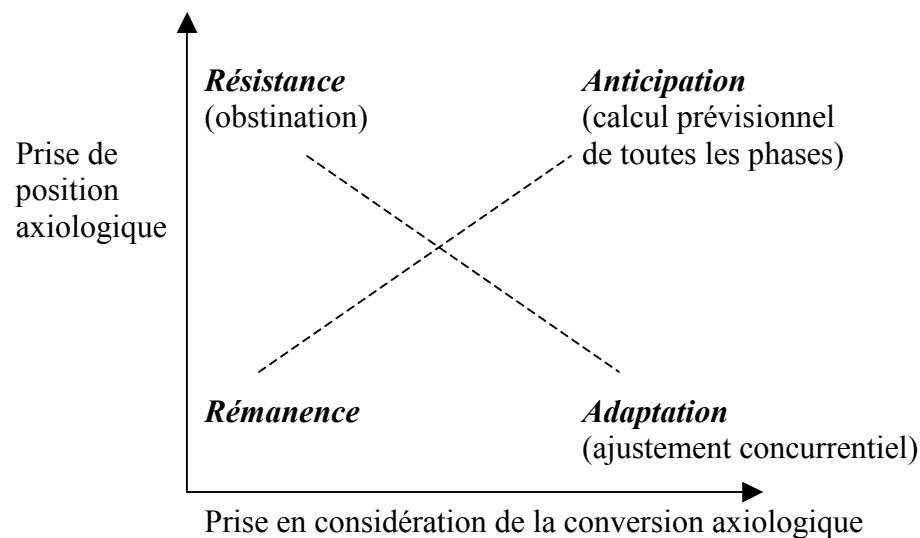 Résistance
(obstination)
Anticipation
(calcul prévisionnel
de toutes les phases)
Prise de
position
axiologique
Rémanence
Adaptation
(ajustement concurrentiel)
Prise en considération de la conversion axiologique